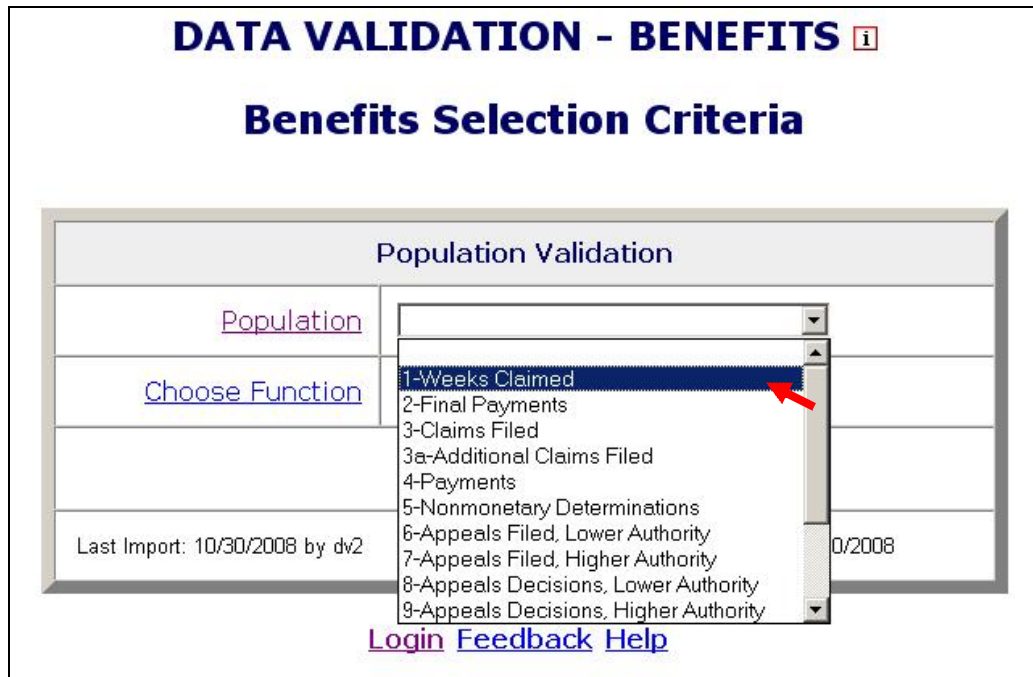 DATA VALIDATION - BENEFITS i
Benefits Selection Criteria
Population Validation
Population
Choose Function
1-Weeks Claimed
2-Final Payments
3-Claims Filed
3a-Additional Claims Filed
4-Payments
5-Nonmonetary Determinations
6-Appeals Filed, Lower Authority
7-Appeals Filed, Higher Authority
8-Appeals Decisions, Lower Authority
9-Appeals Decisions, Higher Authority
Last Import: 10/30/2008 by dv2
0/2008
Login Feedback Help